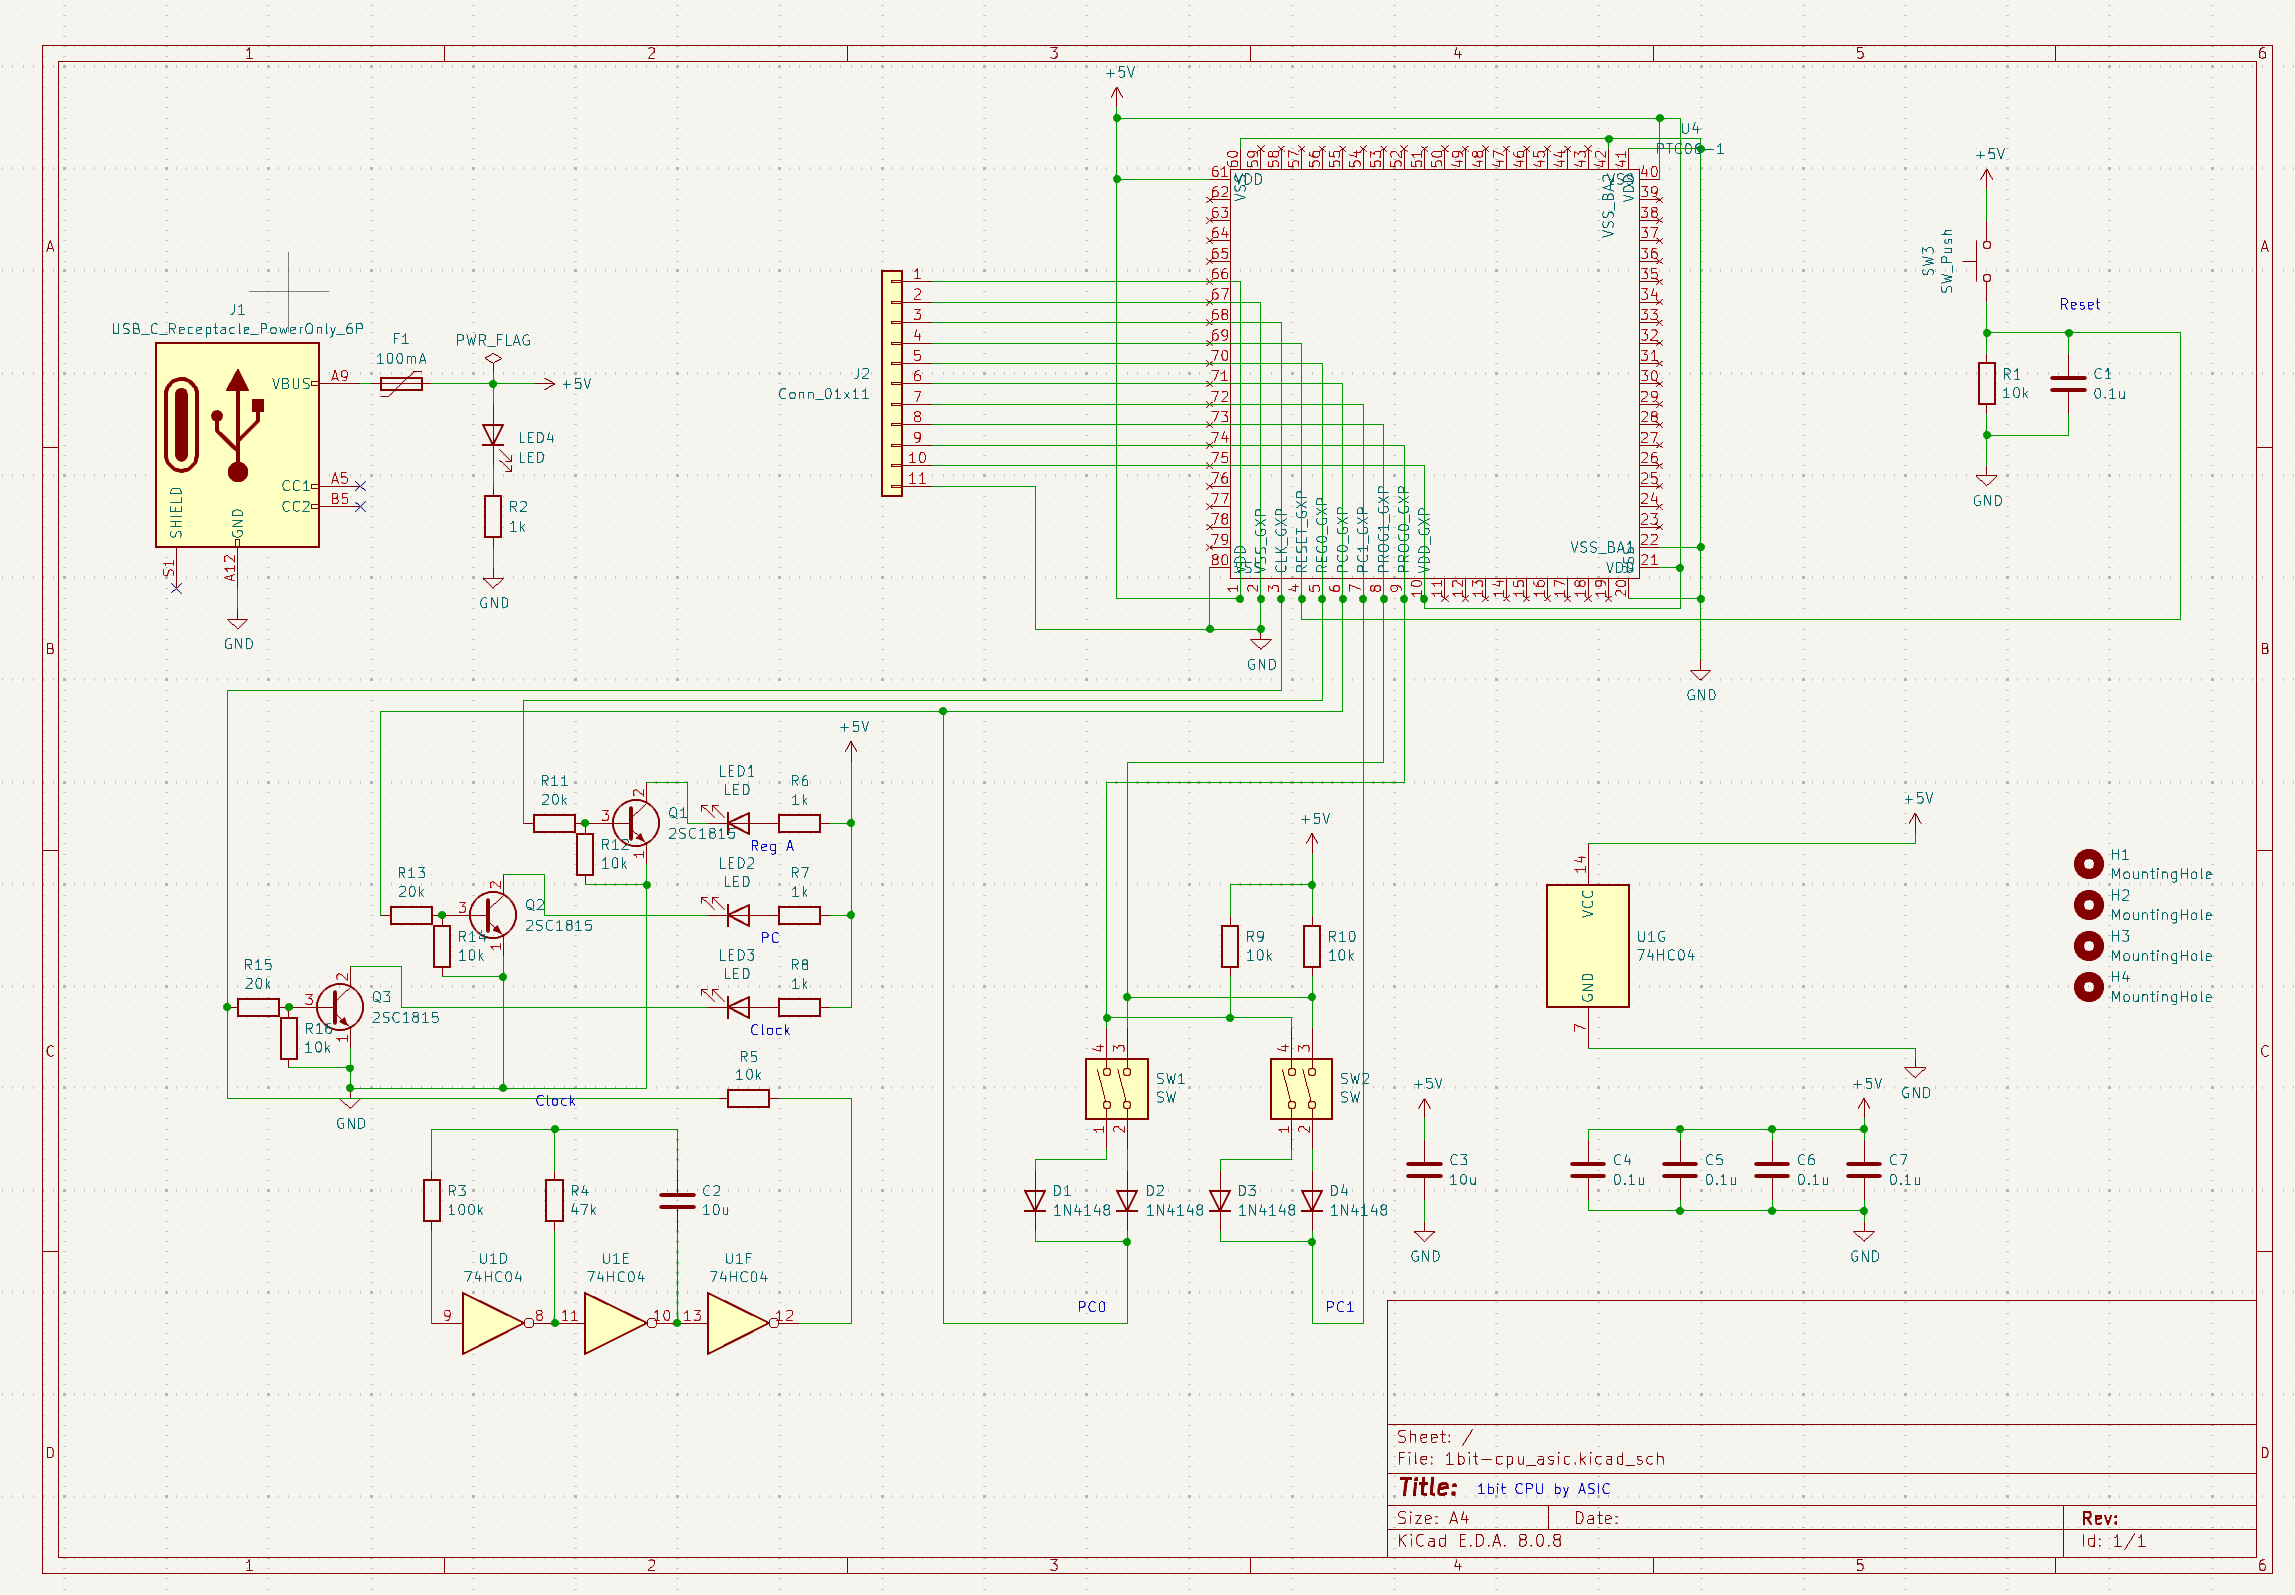 1 2 3 4 5 6
A
B
C
D
A
B
C
D
+5V
U4
PTC06-1
60 59 58 57 56 55 54 53 52 51 50 49 48 47 46 45 44 43 42 41
61
62
63
64
65
66
67
68
69
70
71
72
73
74
75
76
77
78
79
80
VDD
VSS
VSS_BA2
VDD
VSS
40
39
38
37
36
35
34
33
32
31
30
29
28
27
26
25
24
23
22
21
VSS_BA1
VDD
VSS
VDD
VSS
VSS_GXP
CLK_GXP
RESET_GXP
REG0_GXP
PC0_GXP
PC1_GXP
PROG1_GXP
PROG0_GXP
VDD_GXP
1 2 3 4 5 6 7 8 9 10 11 12 13 14 15 16 17 18 19 20
GND
GND
+5V
SW3
SW_Push
Reset
R1
10k
C1
0.1u
GND
J1
USB_C_Receptacle_PowerOnly_6P
VBUS
A9
CC1
A5
CC2
B5
SHIELD
GND
S1
A12
GND
F1
100mA
PWR_FLAG
+5V
LED4
LED
R2
1k
GND
J2
Conn_01x11
1
2
3
4
5
6
7
8
9
10
11
+5V
R11
20k
3
2
1
Q1
2SC1815
R12
10k
LED1
LED
Reg A
R6
1k
R13
20k
3
2
1
Q2
2SC1815
R14
10k
LED2
LED
PC
R7
1k
R15
20k
3
2
1
Q3
2SC1815
R16
10k
LED3
LED
Clock
R8
1k
R5
10k
Clock
GND
R3
100k
R4
47k
C2
10u
U1D
74HC04
U1E
74HC04
U1F
74HC04
9 8 11 10 13 12
+5V
R9
10k
R10
10k
4 3
SW1
SW
1 2
4 3
SW2
SW
1 2
D1
1N4148
D2
1N4148
D3
1N4148
D4
1N4148
PC0
PC1
+5V
14
VCC
U1G
74HC04
GND
7
GND
H1
MountingHole
H2
MountingHole
H3
MountingHole
H4
MountingHole
+5V
C3
10u
GND
+5V
C4
0.1u
C5
0.1u
C6
0.1u
C7
0.1u
GND
Sheet: /
File: 1bit-cpu_asic.kicad_sch
Title: 1bit CPU by ASIC
Size: A4 Date: Rev:
KiCad E.D.A. 8.0.8 Id: 1/1
1 2 3 4 5 6